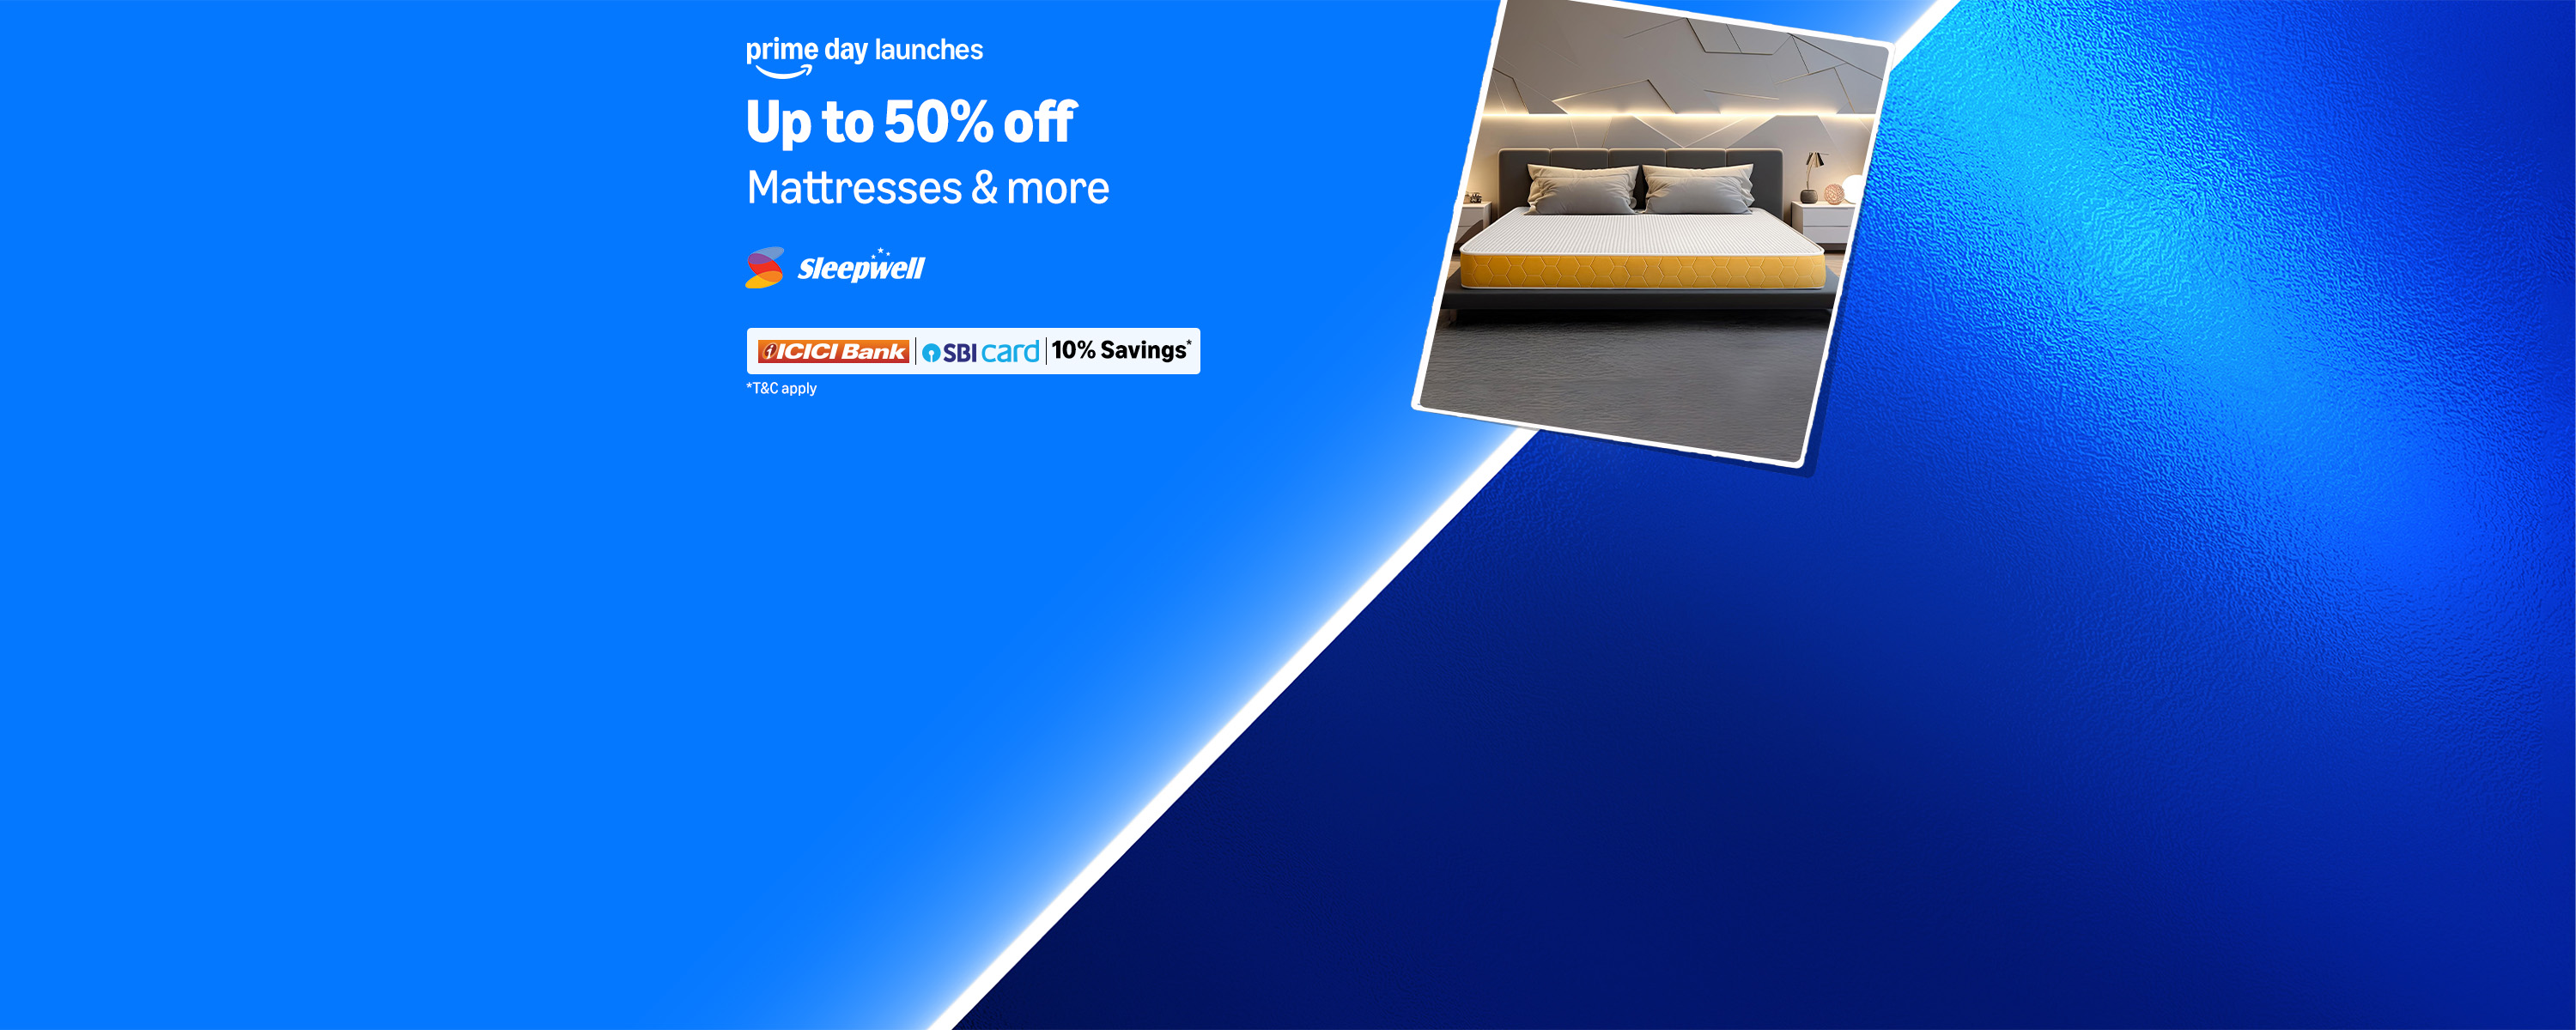 prime day launches
Up to 50% off
Mattresses & more
Sleepwell
ICICI Bank | SBI card | 10% Savings*
*T&C apply